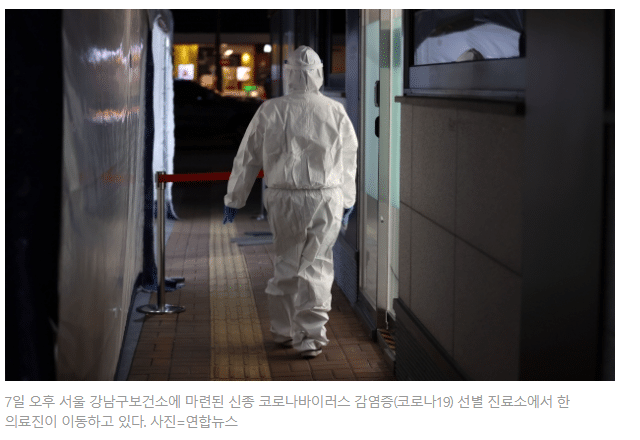 7일 오후 서울 강남구보건소에 마련된 신종 코로나바이러스 감염증(코로나19) 선별 진료소에서 한
의료진이 이동하고 있다. 사진=연합뉴스